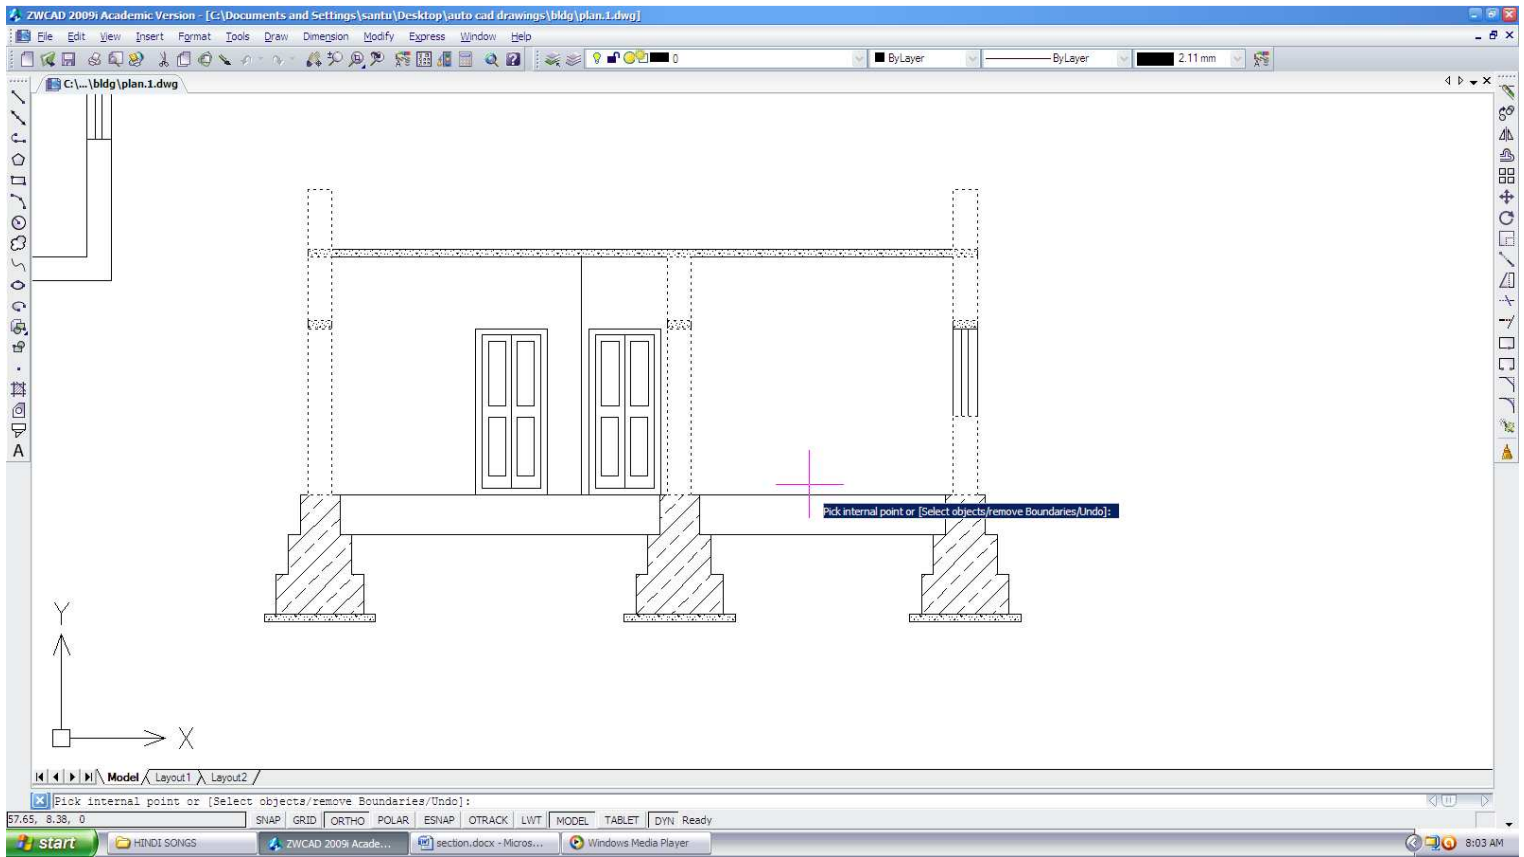 ZWCAD 2009i Academic Version - [C:\Documents and Settings\santu\Desktop\auto cad drawings\bldg\plan.1.dwg]
File Edit View Insert Format Tools Draw Dimension Modify Express Window Help
0 ByLayer ByLayer 2.11 mm
C:\...\bldg\plan.1.dwg
A
Pick internal point or [Select objects/remove Boundaries/Undo]:
Y
X
Model Layout1 Layout2
Pick internal point or [Select objects/remove Boundaries/Undo]:
57.65, 8.38, 0 SNAP GRID ORTHO POLAR ESNAP OTRACK LWT MODEL TABLET DYN Ready
start HINDI SONGS ZWCAD 2009i Acade... section.docx - Micros... Windows Media Player 8:03 AM